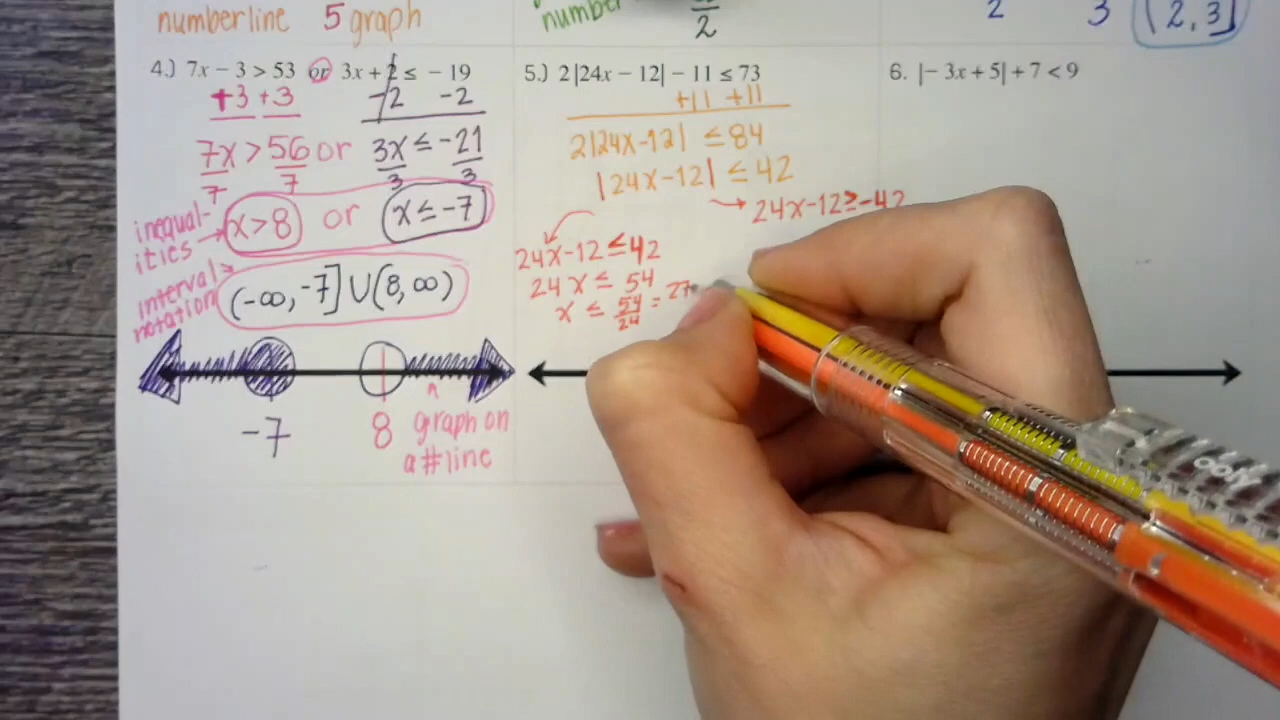 numberline 5 graph
number
2
2 3 [2, 3]
4.) 7x − 3 > 53 or 3x + 2 ≤ −19
+3 +3 −2 −2
7x > 56 or 3x ≤ −21
7 7 3 3
inequal-
ities → x > 8 or x ≤ −7
interval
notation (−∞, −7] ∪ (8, ∞)
−7 8
graph on
a # line
5.) 2|24x − 12| − 11 ≤ 73
+11 +11
2|24x−12| ≤ 84
|24x−12| ≤ 42
→ 24x−12 ≥ −42
24x−12 ≤ 42
24x ≤ 54
x ≤ 54/24 = 27
6. |− 3x + 5| + 7 < 9